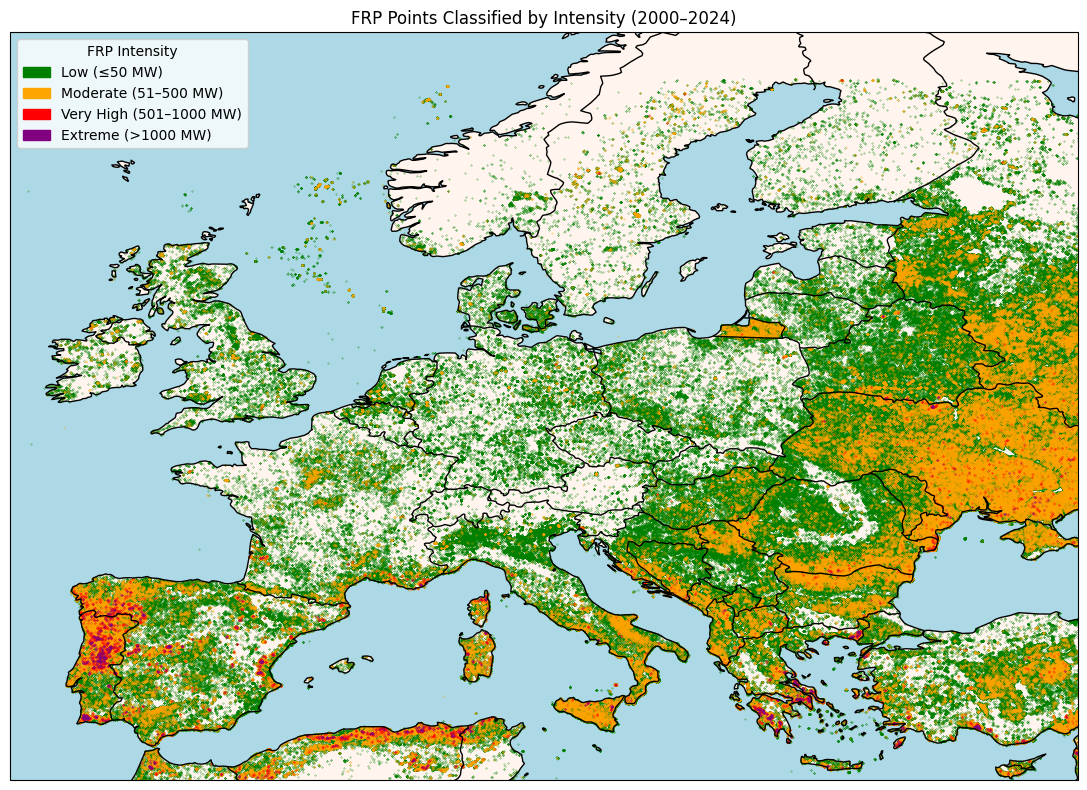 FRP Points Classified by Intensity (2000–2024)
FRP Intensity
Low (≤50 MW)
Moderate (51–500 MW)
Very High (501–1000 MW)
Extreme (>1000 MW)